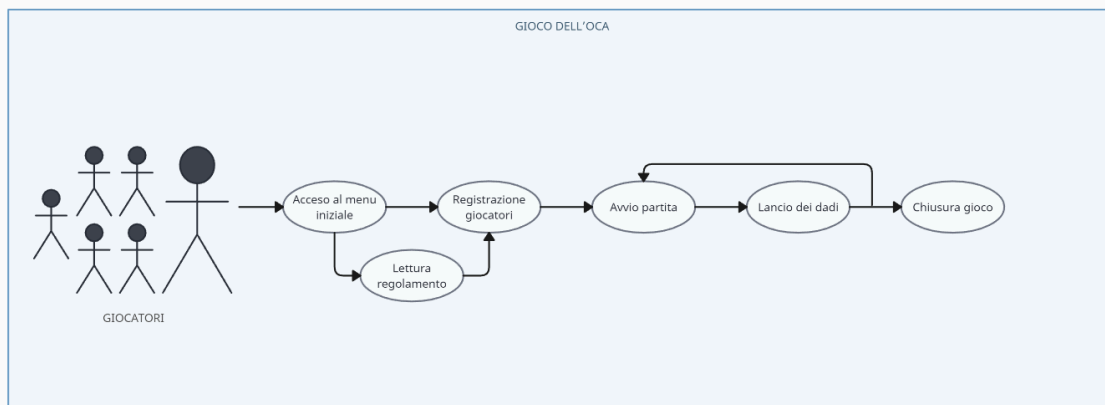 GIOCO DELL'OCA
Acceso al menu
iniziale
Registrazione
giocatori
Avvio partita
Lancio dei dadi
Chiusura gioco
Lettura
regolamento
GIOCATORI